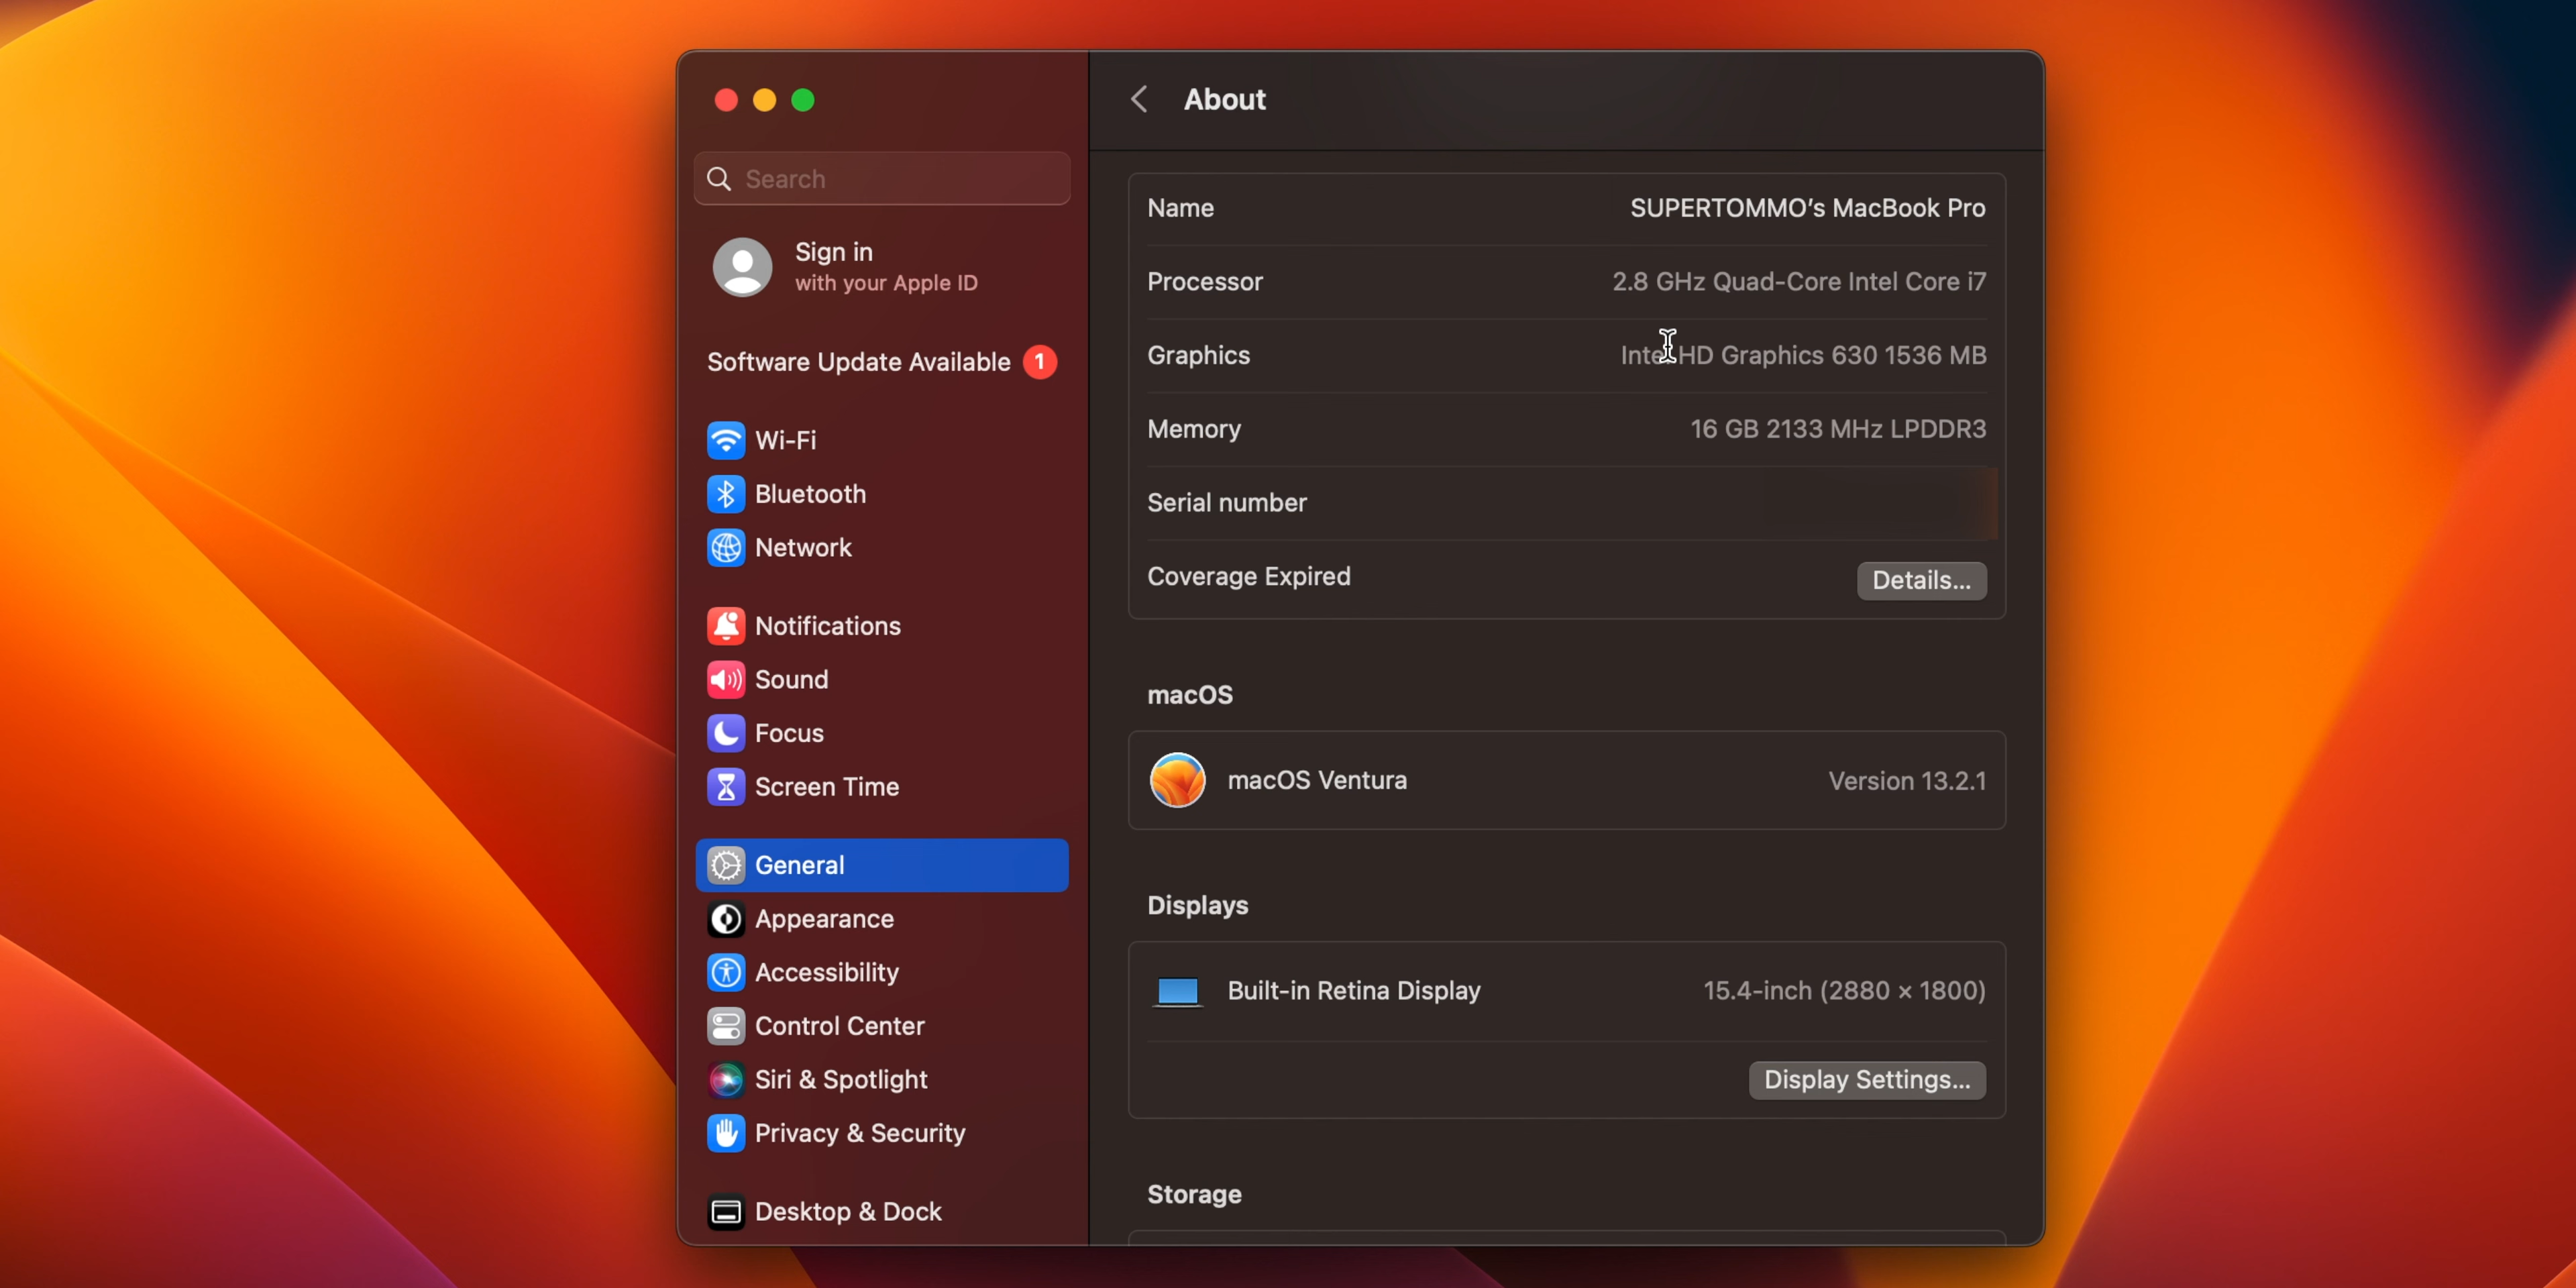 About
Search
Sign in
with your Apple ID
Software Update Available 1
Wi-Fi
Bluetooth
Network
Notifications
Sound
Focus
Screen Time
General
Appearance
Accessibility
Control Center
Siri & Spotlight
Privacy & Security
Desktop & Dock
Name SUPERTOMMO’s MacBook Pro
Processor 2.8 GHz Quad-Core Intel Core i7
Graphics Intel HD Graphics 630 1536 MB
Memory 16 GB 2133 MHz LPDDR3
Serial number
Coverage Expired Details...
macOS
macOS Ventura Version 13.2.1
Displays
Built-in Retina Display 15.4-inch (2880 × 1800)
Display Settings...
Storage